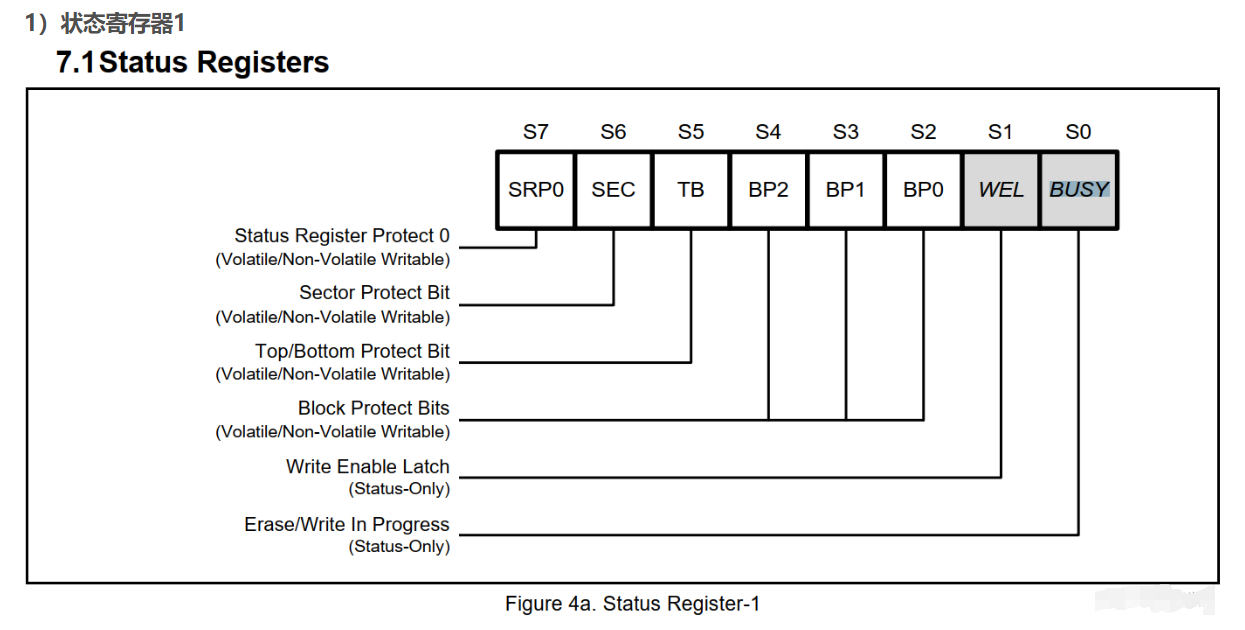 1）状态寄存器1
7.1Status Registers
S7 S6 S5 S4 S3 S2 S1 S0
SRP0 SEC TB BP2 BP1 BP0 WEL BUSY
Status Register Protect 0
(Volatile/Non-Volatile Writable)
Sector Protect Bit
(Volatile/Non-Volatile Writable)
Top/Bottom Protect Bit
(Volatile/Non-Volatile Writable)
Block Protect Bits
(Volatile/Non-Volatile Writable)
Write Enable Latch
(Status-Only)
Erase/Write In Progress
(Status-Only)
Figure 4a. Status Register-1